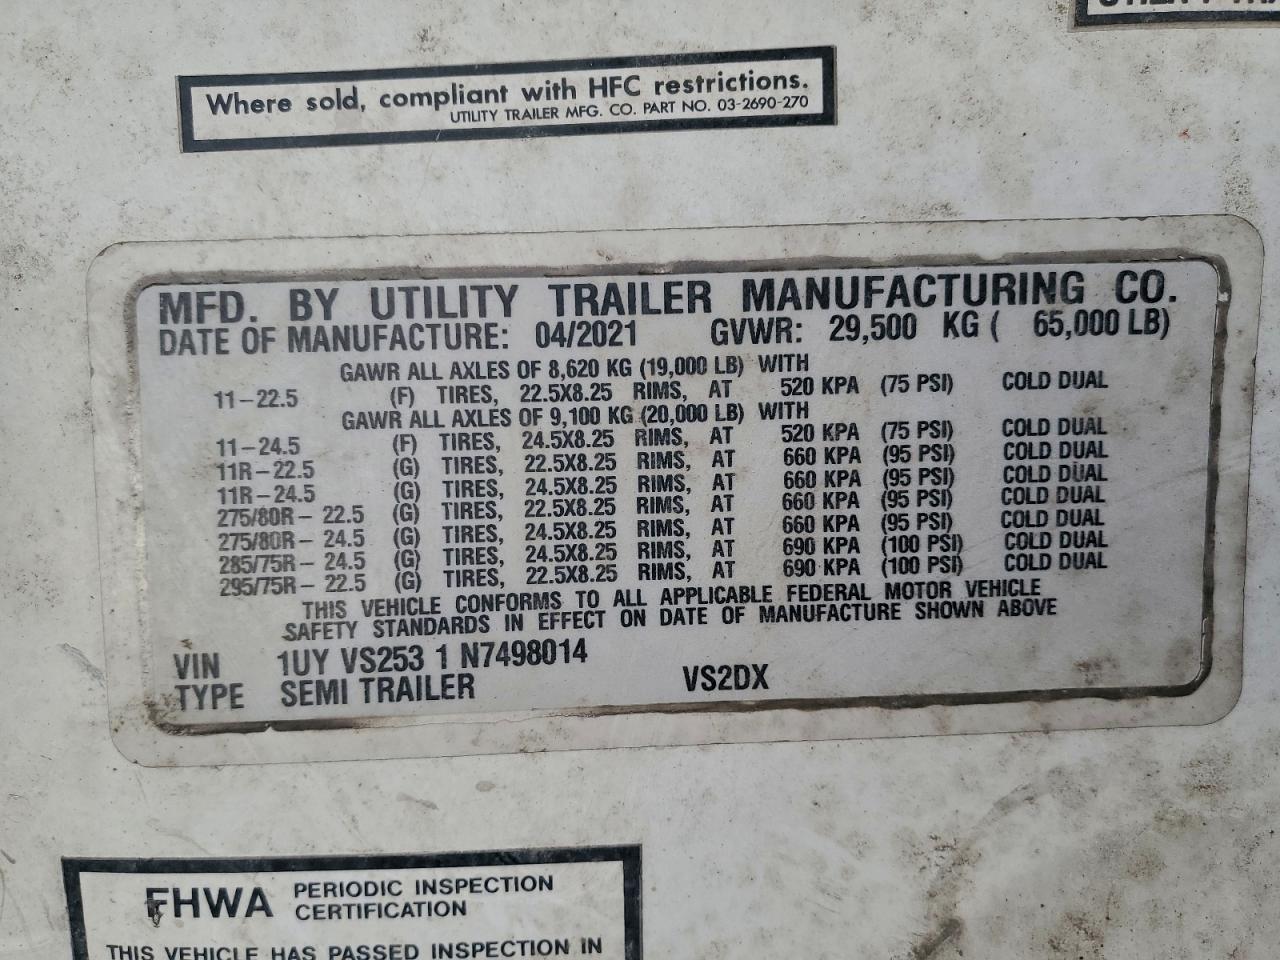 Where sold, compliant with HFC restrictions.
UTILITY TRAILER MFG. CO. PART NO. 03-2690-270
MFD. BY UTILITY TRAILER MANUFACTURING CO.
DATE OF MANUFACTURE: 04/2021 GVWR: 29,500 KG ( 65,000 LB)
GAWR ALL AXLES OF 8,620 KG (19,000 LB) WITH
11-22.5 (F) TIRES, 22.5X8.25 RIMS, AT 520 KPA (75 PSI) COLD DUAL
GAWR ALL AXLES OF 9,100 KG (20,000 LB) WITH
11-24.5 (F) TIRES, 24.5X8.25 RIMS, AT 520 KPA (75 PSI) COLD DUAL
11R-22.5 (G) TIRES, 22.5X8.25 RIMS, AT 660 KPA (95 PSI) COLD DUAL
11R-24.5 (G) TIRES, 24.5X8.25 RIMS, AT 660 KPA (95 PSI) COLD DUAL
275/80R- 22.5 (G) TIRES, 22.5X8.25 RIMS, AT 660 KPA (95 PSI) COLD DUAL
275/80R- 24.5 (G) TIRES, 24.5X8.25 RIMS, AT 660 KPA (95 PSI) COLD DUAL
285/75R- 24.5 (G) TIRES, 24.5X8.25 RIMS, AT 690 KPA (100 PSI) COLD DUAL
295/75R- 22.5 (G) TIRES, 22.5X8.25 RIMS, AT 690 KPA (100 PSI) COLD DUAL
THIS VEHICLE CONFORMS TO ALL APPLICABLE FEDERAL MOTOR VEHICLE
SAFETY STANDARDS IN EFFECT ON DATE OF MANUFACTURE SHOWN ABOVE
VIN 1UY VS253 1 N7498014
TYPE SEMI TRAILER VS2DX
FHWA PERIODIC INSPECTION
CERTIFICATION
THIS VEHICLE HAS PASSED INSPECTION IN